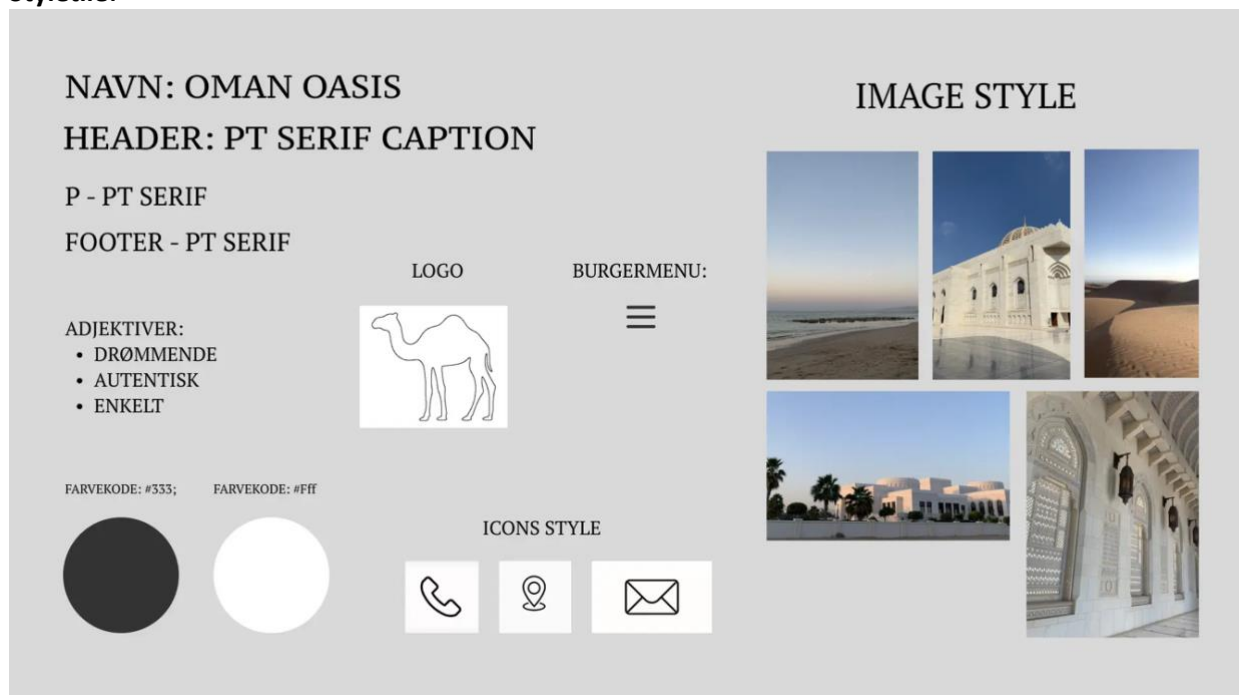 NAVN: OMAN OASIS
HEADER: PT SERIF CAPTION
P - PT SERIF
FOOTER - PT SERIF
LOGO
BURGERMENU:
ADJEKTIVER:
• DRØMMENDE
• AUTENTISK
• ENKELT
FARVEKODE: #333;
FARVEKODE: #Fff
ICONS STYLE
IMAGE STYLE